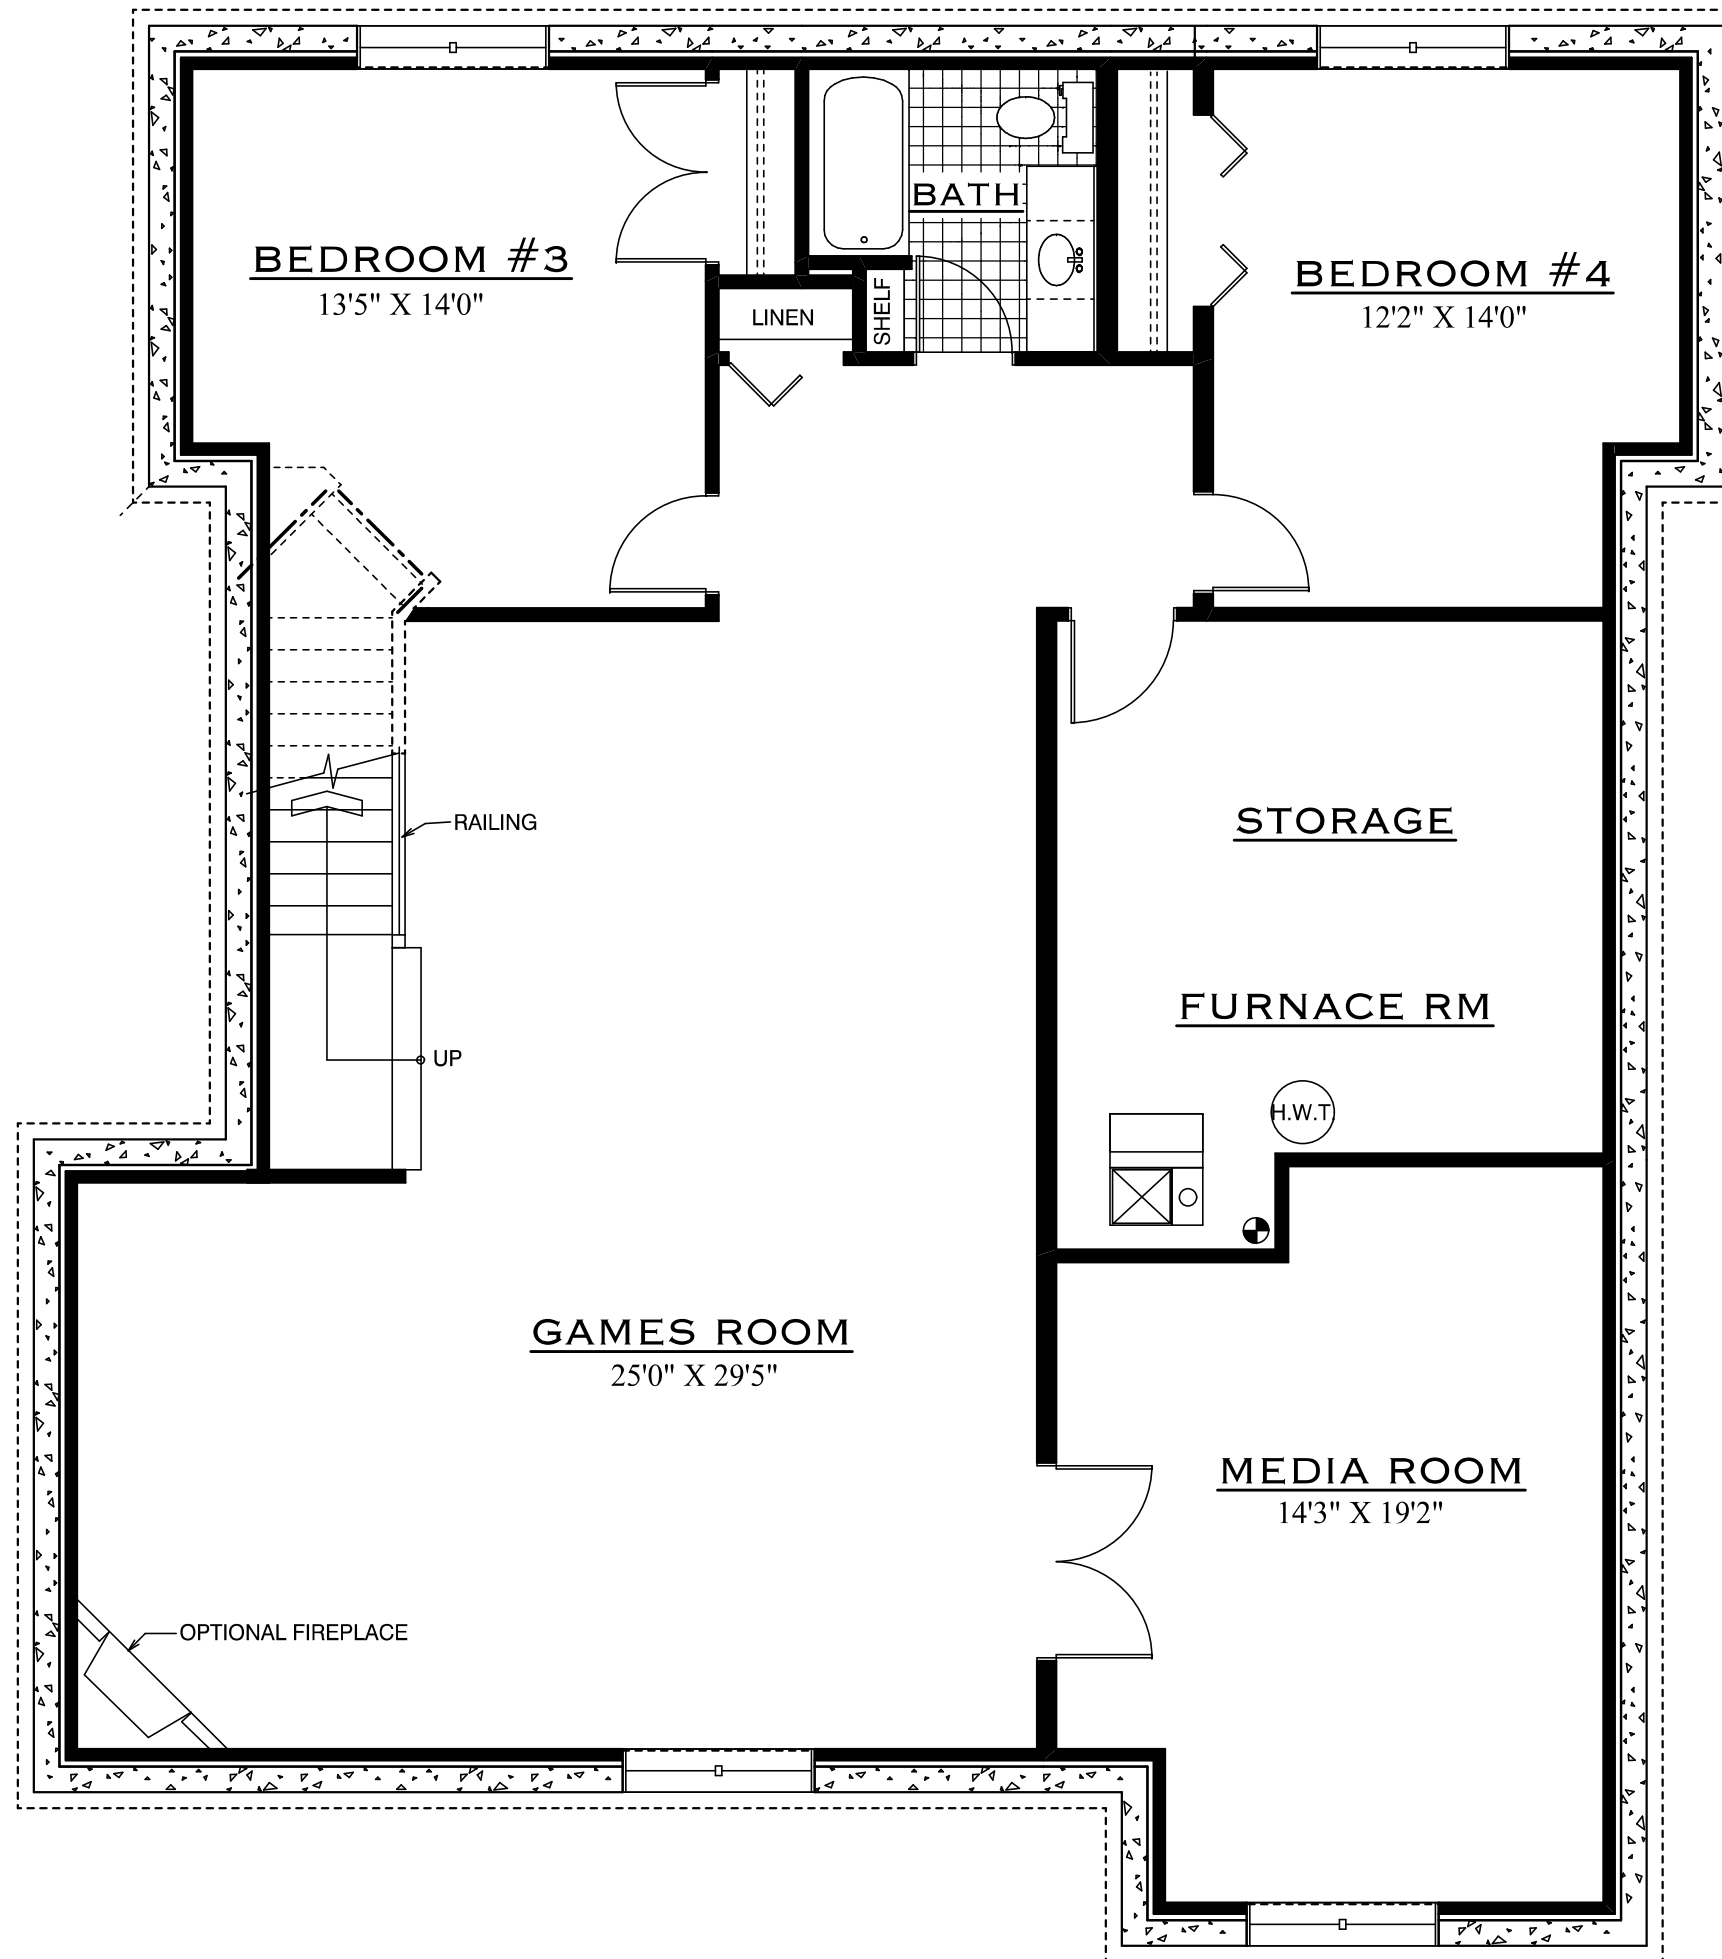 BATH
BEDROOM #3
13'5" X 14'0"
BEDROOM #4
12'2" X 14'0"
LINEN
SHELF
RAILING
STORAGE
FURNACE RM
UP
H.W.T.
GAMES ROOM
25'0" X 29'5"
MEDIA ROOM
14'3" X 19'2"
OPTIONAL FIREPLACE